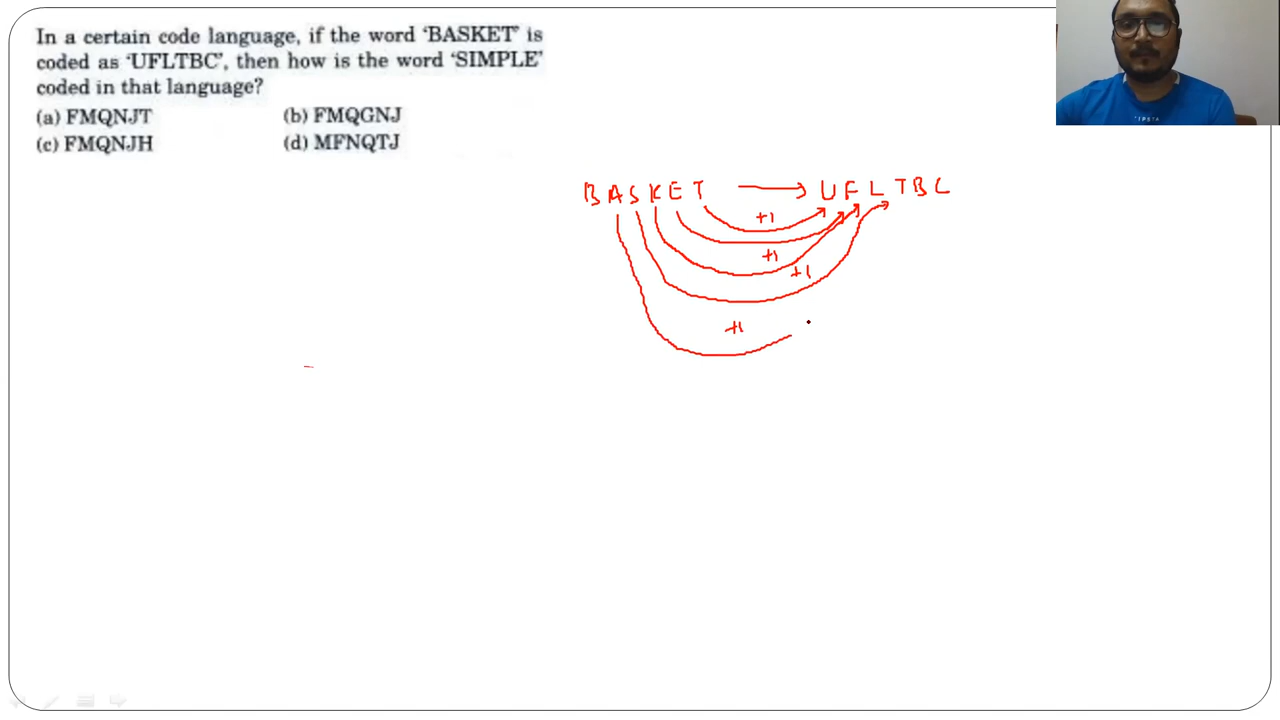 In a certain code language, if the word ‘BASKET’ is
coded as ‘UFLTBC’, then how is the word ‘SIMPLE’
coded in that language?
(a) FMQNJT (b) FMQGNJ
(c) FMQNJH (d) MFNQTJ
BASKET → UFLTBC
+1
+1
+1
+1